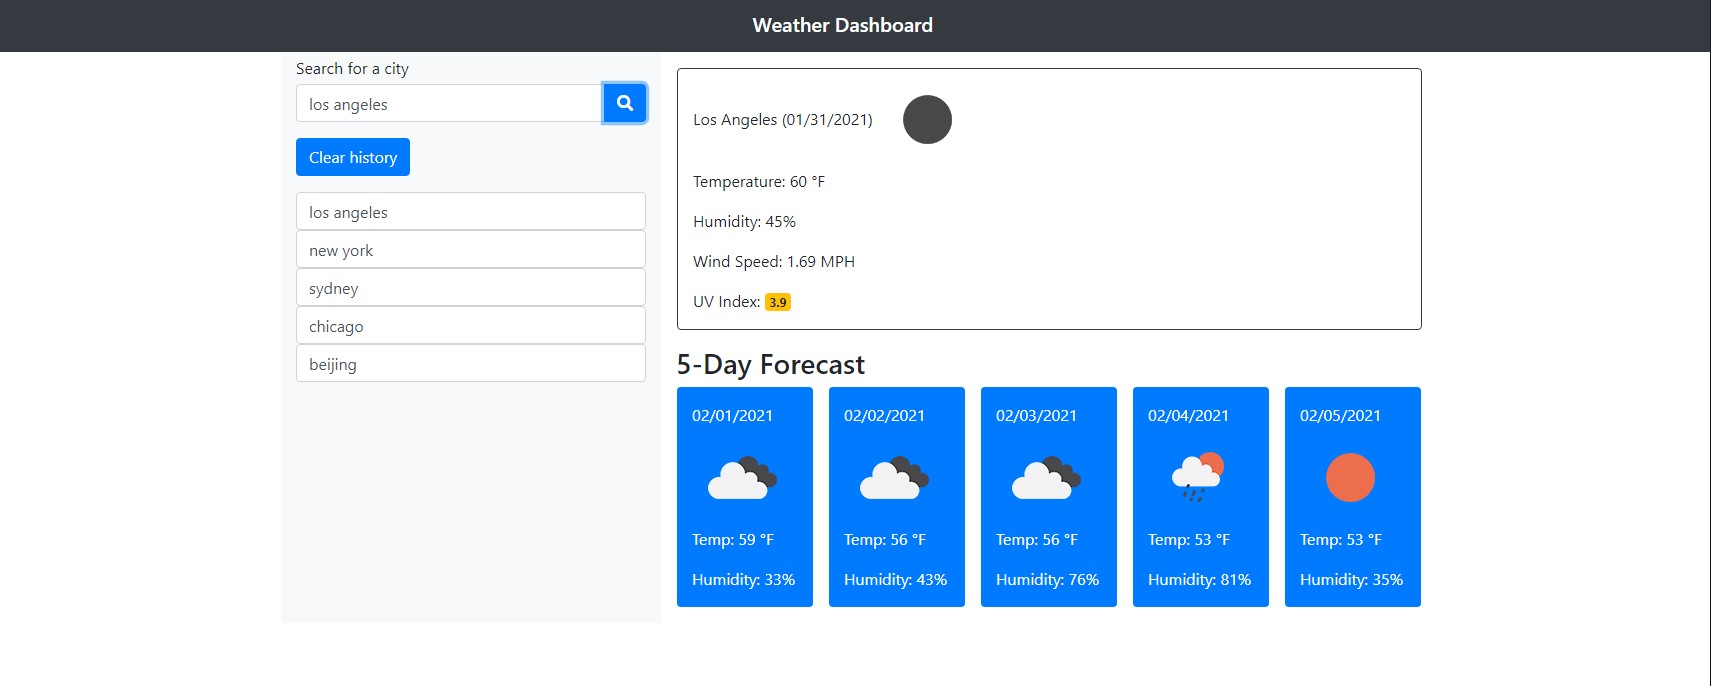 Weather Dashboard
Search for a city
los angeles
Clear history
los angeles
new york
sydney
chicago
beijing
Los Angeles (01/31/2021)
Temperature: 60 °F
Humidity: 45%
Wind Speed: 1.69 MPH
UV Index: 3.9
5-Day Forecast
02/01/2021
Temp: 59 °F
Humidity: 33%
02/02/2021
Temp: 56 °F
Humidity: 43%
02/03/2021
Temp: 56 °F
Humidity: 76%
02/04/2021
Temp: 53 °F
Humidity: 81%
02/05/2021
Temp: 53 °F
Humidity: 35%